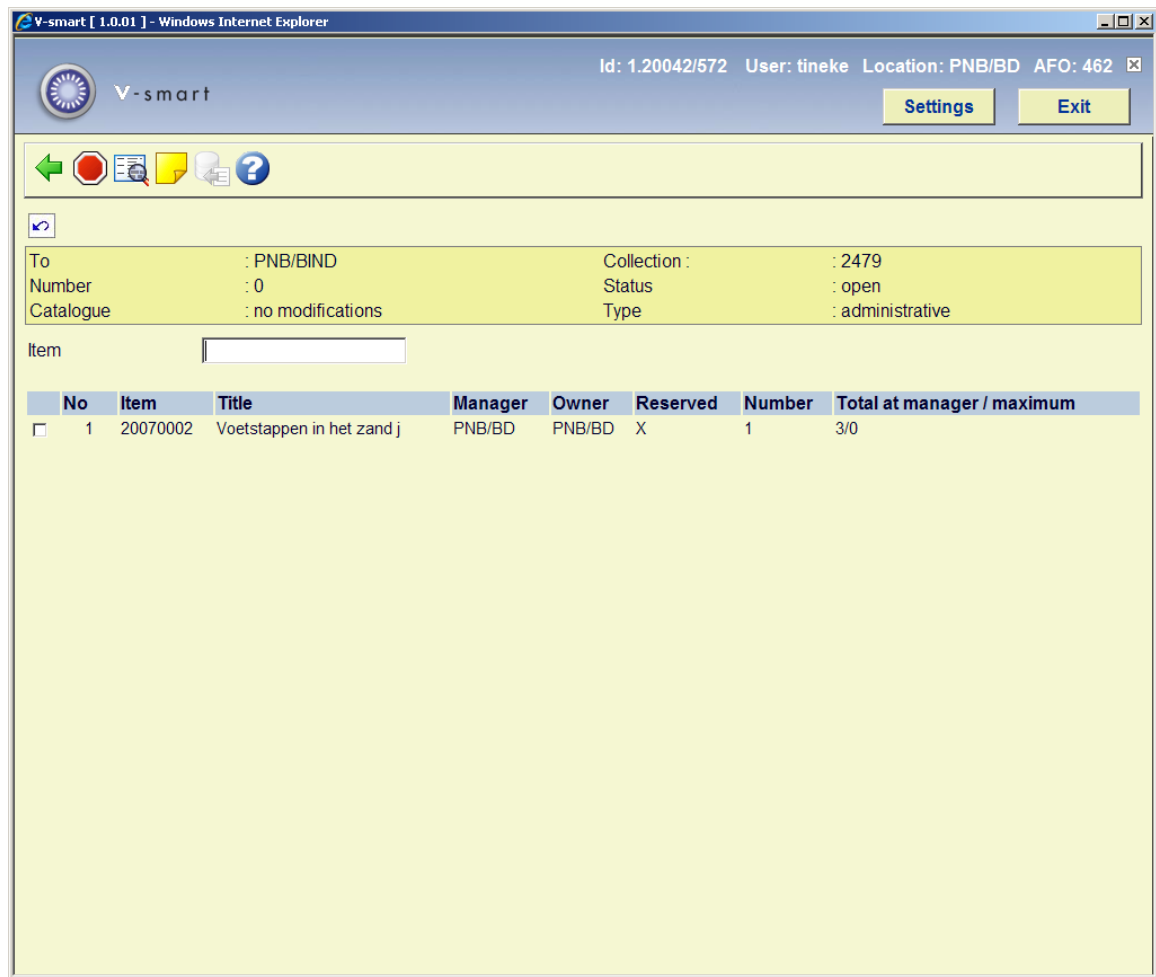 V-smart [ 1.0.01 ] - Windows Internet Explorer
Id: 1.20042/572 User: tineke Location: PNB/BD AFO: 462
V-smart
Settings Exit
To : PNB/BIND Collection : : 2479
Number : 0 Status : open
Catalogue : no modifications Type : administrative
Item
No Item Title Manager Owner Reserved Number Total at manager / maximum
1 20070002 Voetstappen in het zand j PNB/BD PNB/BD X 1 3/0